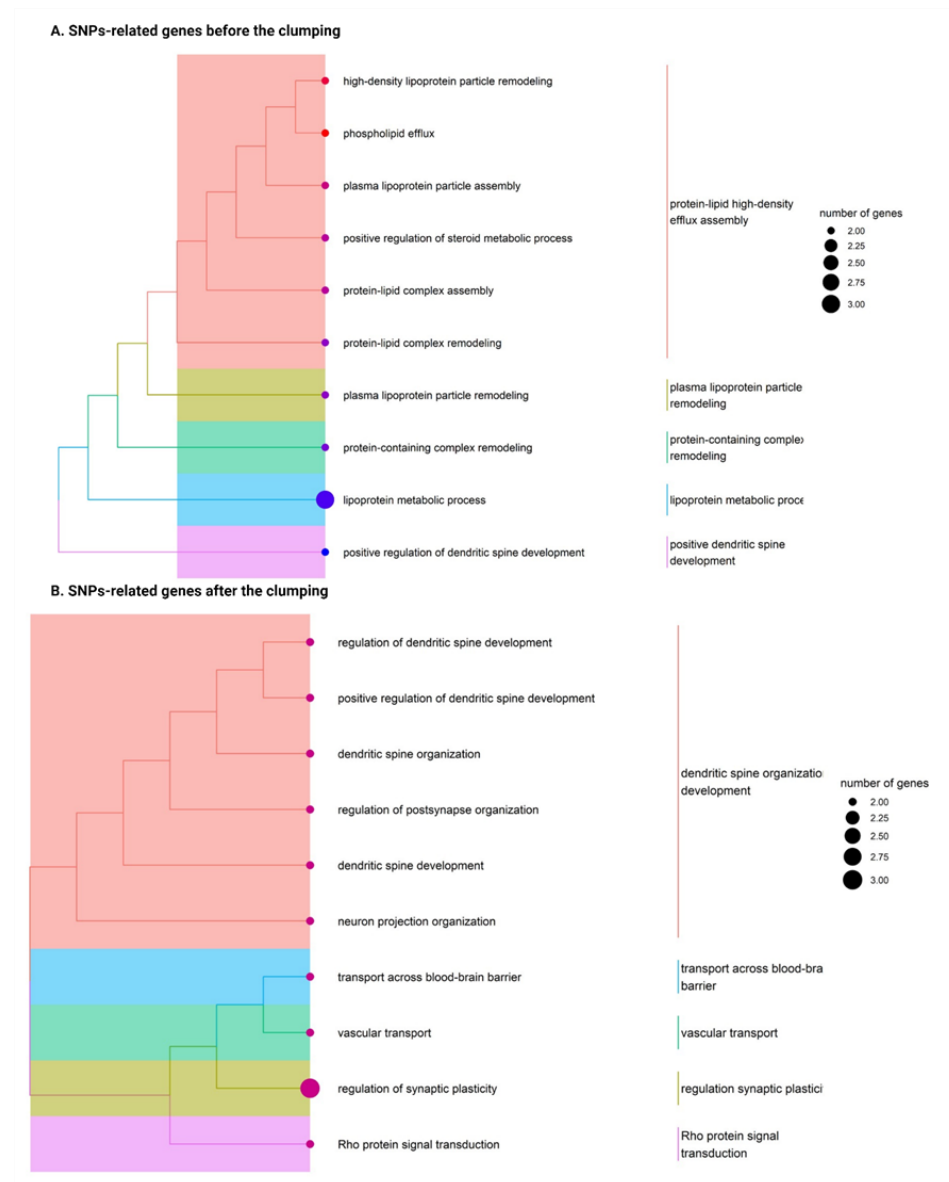 A. SNPs-related genes before the clumping
high-density lipoprotein particle remodeling
phospholipid efflux
plasma lipoprotein particle assembly
positive regulation of steroid metabolic process
protein-lipid complex assembly
protein-lipid complex remodeling
plasma lipoprotein particle remodeling
protein-containing complex remodeling
lipoprotein metabolic process
positive regulation of dendritic spine development
protein-lipid high-density
efflux assembly
plasma lipoprotein particle
remodeling
protein-containing complex
remodeling
lipoprotein metabolic proce
positive dendritic spine
development
number of genes
2.00
2.25
2.50
2.75
3.00
B. SNPs-related genes after the clumping
regulation of dendritic spine development
positive regulation of dendritic spine development
dendritic spine organization
regulation of postsynapse organization
dendritic spine development
neuron projection organization
transport across blood-brain barrier
vascular transport
regulation of synaptic plasticity
Rho protein signal transduction
dendritic spine organizatio
development
transport across blood-bra
barrier
vascular transport
regulation synaptic plastici
Rho protein signal
transduction
number of genes
2.00
2.25
2.50
2.75
3.00